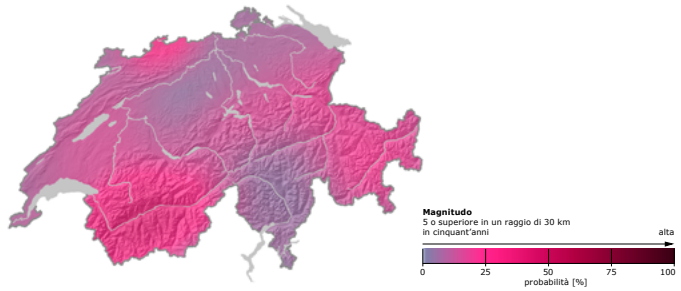 Magnitudo
5 o superiore in un raggio di 30 km
in cinquant'anni alta
0 25 50 75 100
probabilità [%]